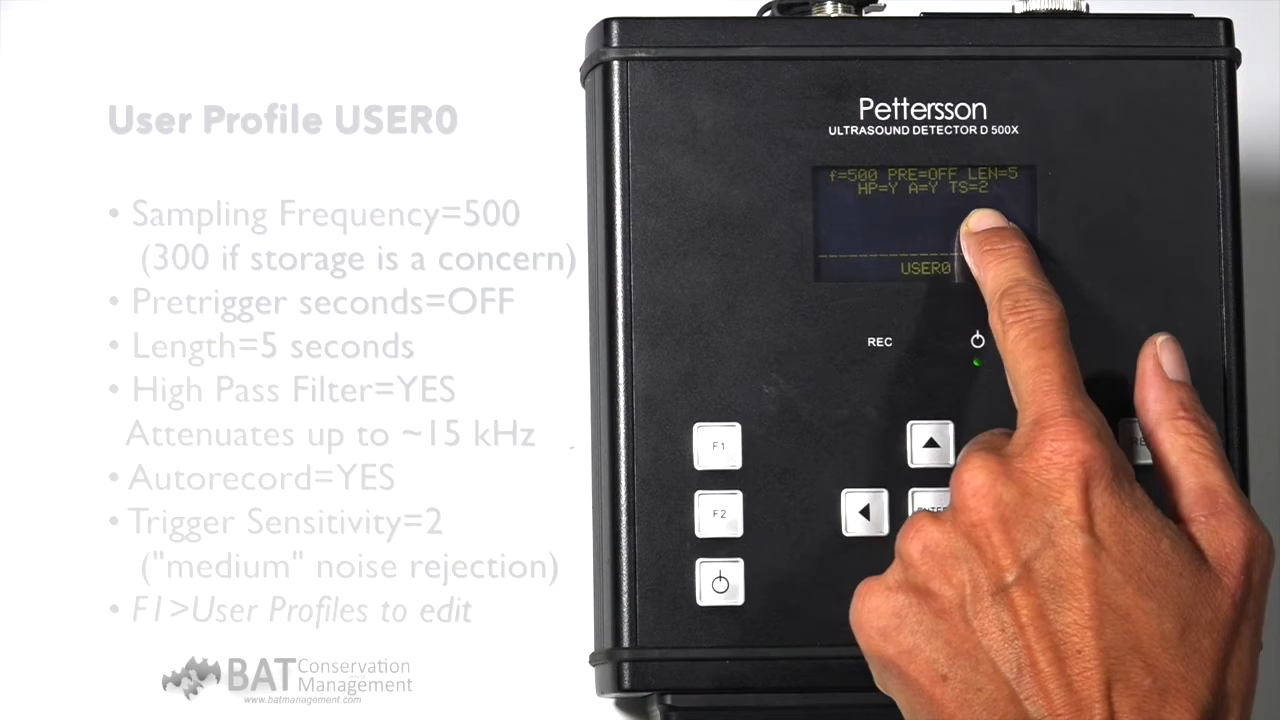 User Profile USER0
• Sampling Frequency=500
(300 if storage is a concern)
• Pretrigger seconds=OFF
• Length=5 seconds
• High Pass Filter=YES
Attenuates up to ~15 kHz
• Autorecord=YES
• Trigger Sensitivity=2
("medium" noise rejection)
• F1>User Profiles to edit
BAT Conservation
Management
www.batmanagement.com
Pettersson
ULTRASOUND DETECTOR D 500X
f=500 PRE=OFF LEN=5
HP=Y A=Y TS=2
USER0
REC
F1
F2